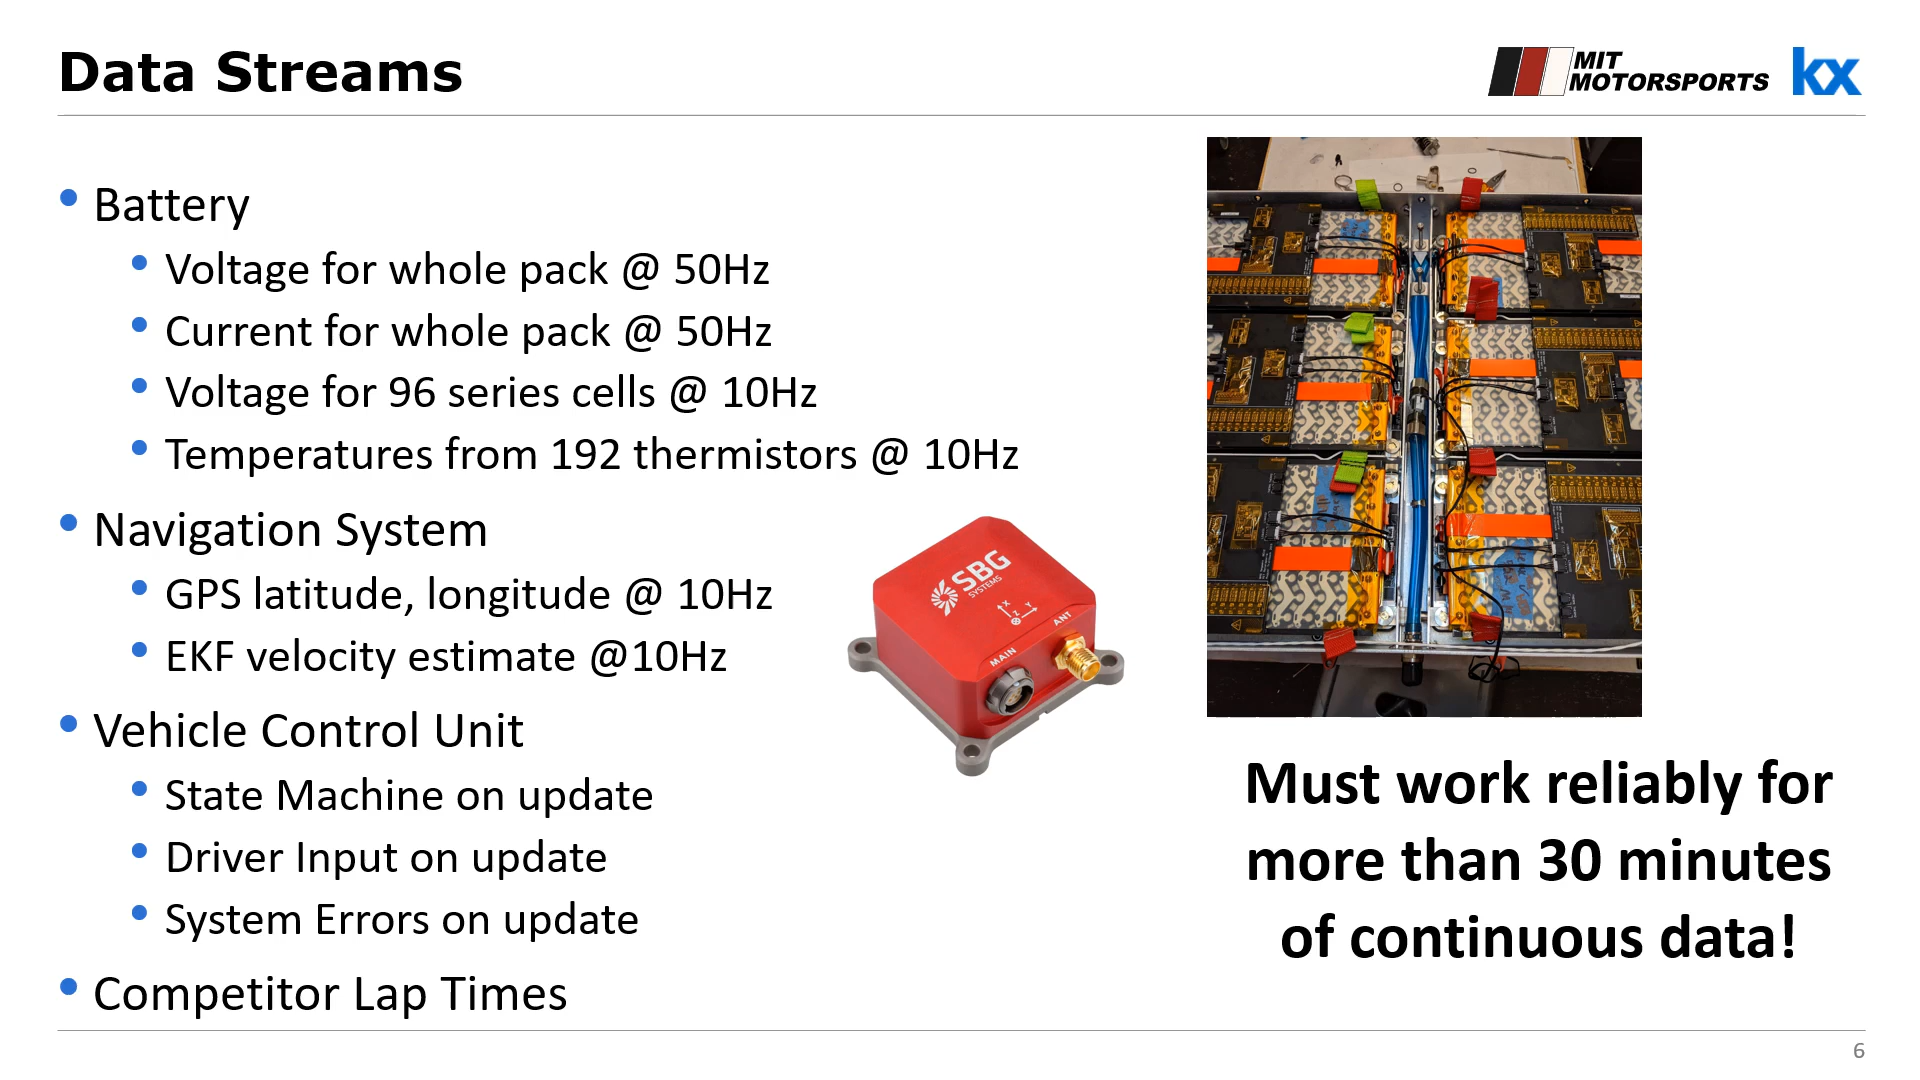 Data Streams
MIT
MOTORSPORTS
kx
Battery
Voltage for whole pack @ 50Hz
Current for whole pack @ 50Hz
Voltage for 96 series cells @ 10Hz
Temperatures from 192 thermistors @ 10Hz
Navigation System
GPS latitude, longitude @ 10Hz
EKF velocity estimate @10Hz
SBG
SYSTEMS
X
Y
Z
ANT
MAIN
Vehicle Control Unit
State Machine on update
Driver Input on update
System Errors on update
Competitor Lap Times
Must work reliably for
more than 30 minutes
of continuous data!
6